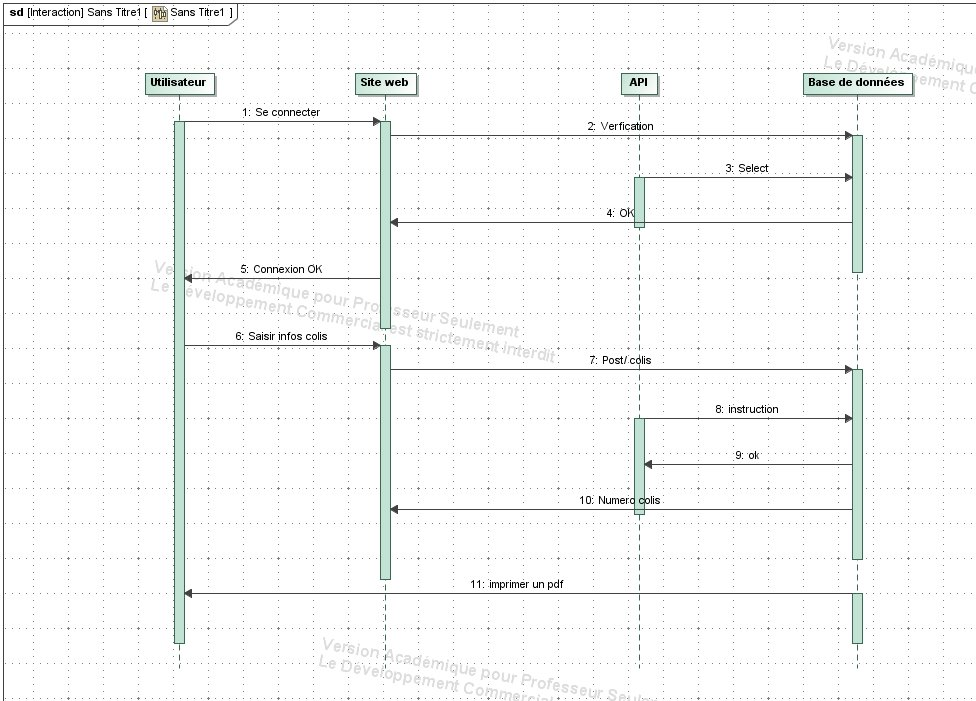 sd [Interaction] Sans Titre1 [ Sans Titre1 ]
Version Académique
Le Développement C
Utilisateur
Site web
API
Base de données
1: Se connecter
2: Verfication
3: Select
4: OK
5: Connexion OK
Version Académique pour Professeur Seulement
Le Développement Commercial est strictement Interdit
6: Saisir infos colis
7: Post/ colis
8: instruction
9: ok
10: Numero colis
11: imprimer un pdf
Version Académique pour Professeur Seulem
Le Développement Commercial